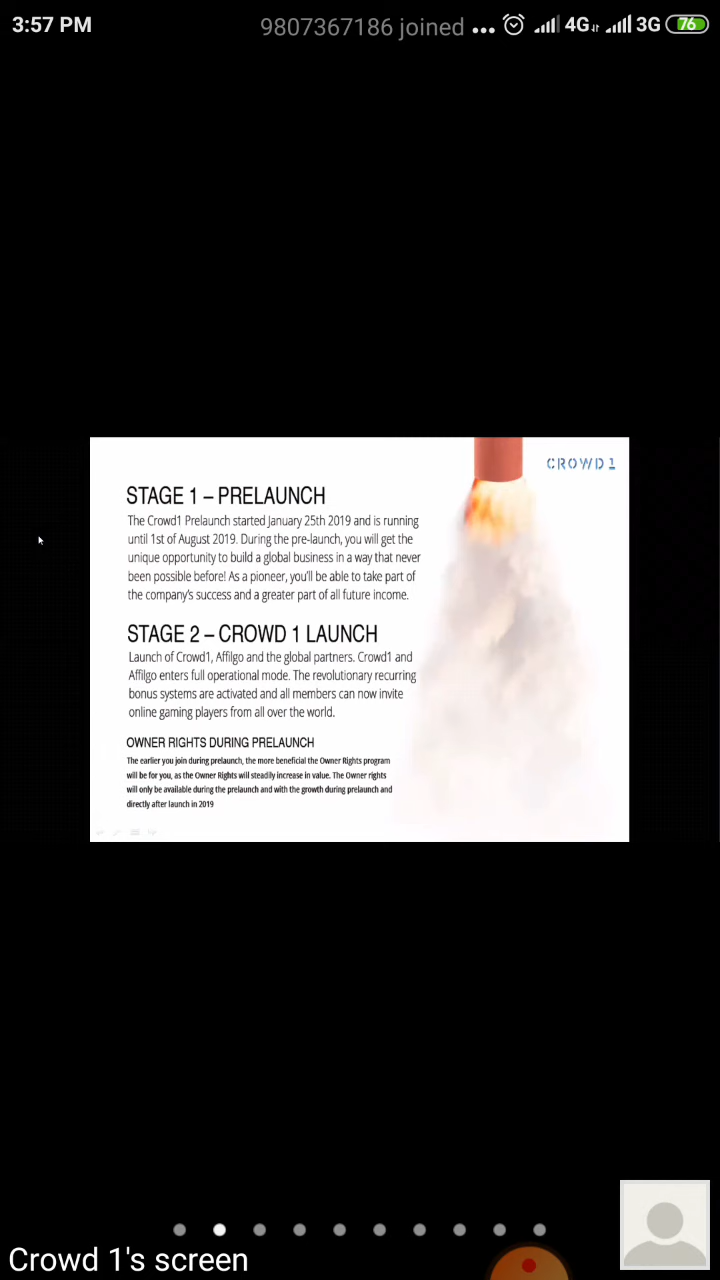 3:57 PM 9807367186 joined ... 4G 3G 76
CROWD1
STAGE 1 – PRELAUNCH
The Crowd1 Prelaunch started January 25th 2019 and is running
until 1st of August 2019. During the pre-launch, you will get the
unique opportunity to build a global business in a way that never
been possible before! As a pioneer, you'll be able to take part of
the company's success and a greater part of all future income.
STAGE 2 – CROWD 1 LAUNCH
Launch of Crowd1, Affilgo and the global partners. Crowd1 and
Affilgo enters full operational mode. The revolutionary recurring
bonus systems are activated and all members can now invite
online gaming players from all over the world.
OWNER RIGHTS DURING PRELAUNCH
The earlier you join during prelaunch, the more beneficial the Owner Rights program
will be for you, as the Owner Rights will steadily increase in value. The Owner rights
will only be available during the prelaunch and with the growth during prelaunch and
directly after launch in 2019
Crowd 1's screen